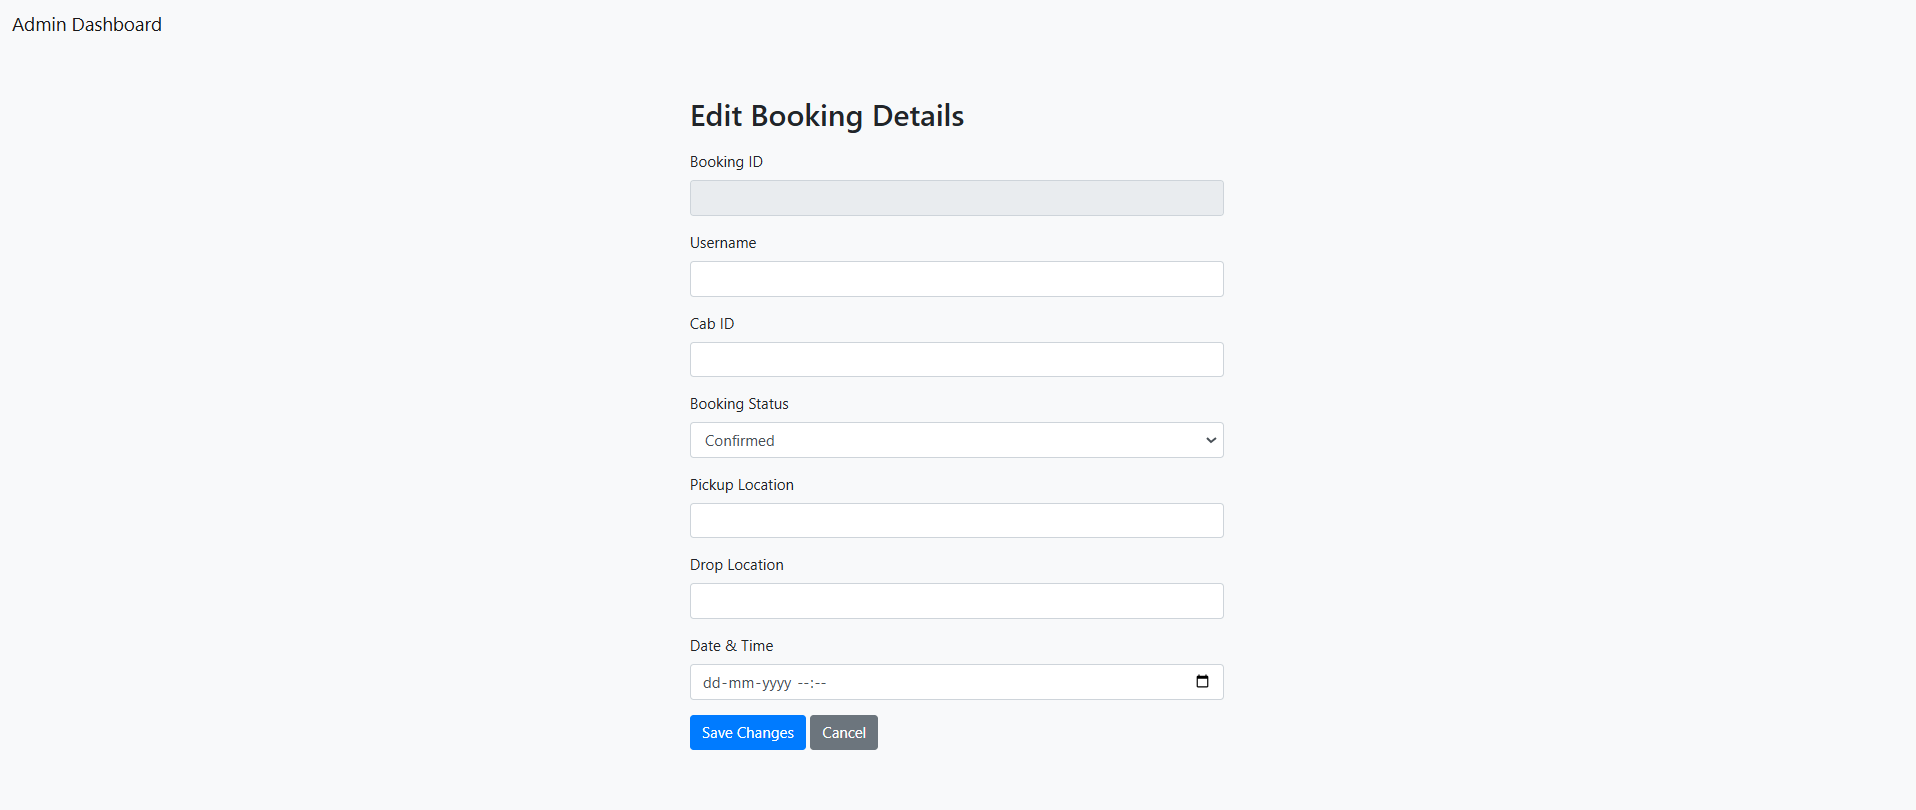 Admin Dashboard
Edit Booking Details
Booking ID
Username
Cab ID
Booking Status
Confirmed
Pickup Location
Drop Location
Date & Time
dd-mm-yyyy --:--
Save Changes Cancel